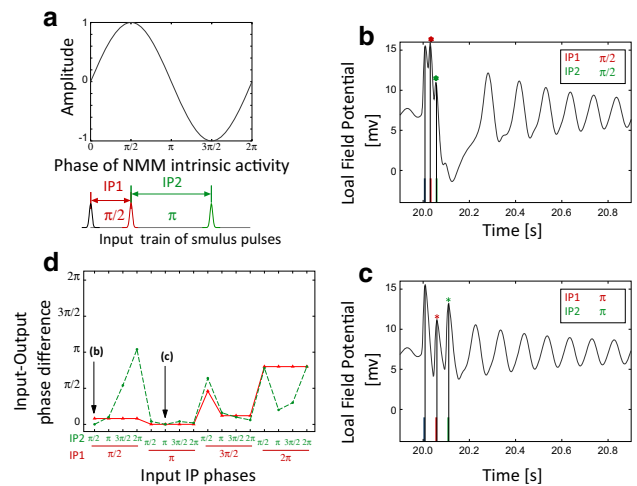 a
Amplitude
1
0
-1
0 π/2 π 3π/2 2π
Phase of NMM intrinsic activity
IP1 IP2
π/2 π
Input train of smulus pulses
b
Loal Field Potential
[mv]
15
10
5
0
IP1 π/2
IP2 π/2
20.0 20.2 20.4 20.6 20.8
Time [s]
c
Loal Field Potential
[mv]
15
10
5
0
IP1 π
IP2 π
20.0 20.2 20.4 20.6 20.8
Time [s]
d
Input-Output
phase difference
2π
3π/2
π
π/2
0
(b) (c)
IP2 π/2 π 3π/2 2π π/2 π 3π/2 2π π/2 π 3π/2 2π π/2 π 3π/2 2π
IP1 π/2 π 3π/2 2π
Input IP phases